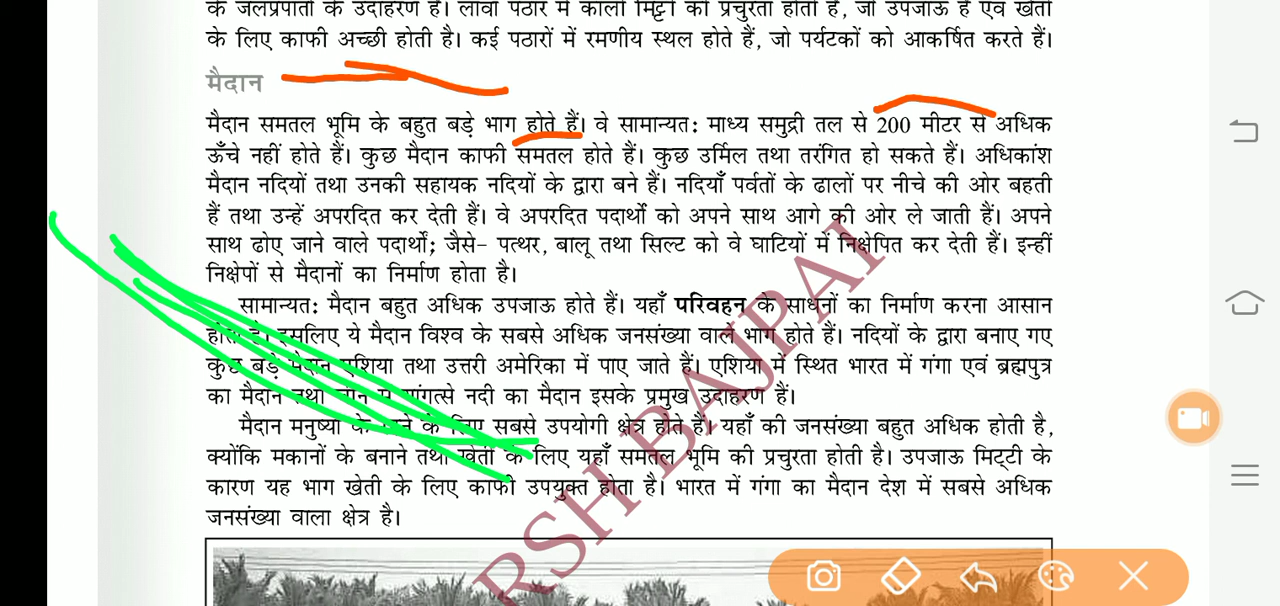 के जलप्रपातों के उदाहरण हैं। लावा पठार में काली मिट्टी की प्रचुरता होती है, जो उपजाऊ है एवं खेती
के लिए काफी अच्छी होती है। कई पठारों में रमणीय स्थल होते हैं, जो पर्यटकों को आकर्षित करते हैं।
मैदान
मैदान समतल भूमि के बहुत बड़े भाग होते हैं। वे सामान्यत: माध्य समुद्री तल से 200 मीटर से अधिक
ऊँचे नहीं होते हैं। कुछ मैदान काफी समतल होते हैं। कुछ उर्मिल तथा तरंगित हो सकते हैं। अधिकांश
मैदान नदियों तथा उनकी सहायक नदियों के द्वारा बने हैं। नदियाँ पर्वतों के ढालों पर नीचे की ओर बहती
हैं तथा उन्हें अपरदित कर देती हैं। वे अपरदित पदार्थों को अपने साथ आगे की ओर ले जाती हैं। अपने
साथ ढोए जाने वाले पदार्थों; जैसे– पत्थर, बालू तथा सिल्ट को वे घाटियों में निक्षेपित कर देती हैं। इन्हीं
निक्षेपों से मैदानों का निर्माण होता है।
सामान्यत: मैदान बहुत अधिक उपजाऊ होते हैं। यहाँ परिवहन के साधनों का निर्माण करना आसान
होता है। इसलिए ये मैदान विश्व के सबसे अधिक जनसंख्या वाले भाग होते हैं। नदियों के द्वारा बनाए गए
कुछ बड़े मैदान एशिया तथा उत्तरी अमेरिका में पाए जाते हैं। एशिया में स्थित भारत में गंगा एवं ब्रह्मपुत्र
का मैदान तथा नदी का मैदान इसके प्रमुख उदाहरण हैं।
मैदान के लिए सबसे उपयोगी क्षेत्र होते हैं। यहाँ की जनसंख्या बहुत अधिक होती है,
क्योंकि मकानों के बनाने तथा खेती के लिए यहाँ समतल भूमि की प्रचुरता होती है। उपजाऊ मिट्टी के
कारण यह भाग खेती के लिए काफी उपयुक्त होता है। भारत में गंगा का मैदान देश में सबसे अधिक
जनसंख्या वाला क्षेत्र है।
RSH BAJPAI